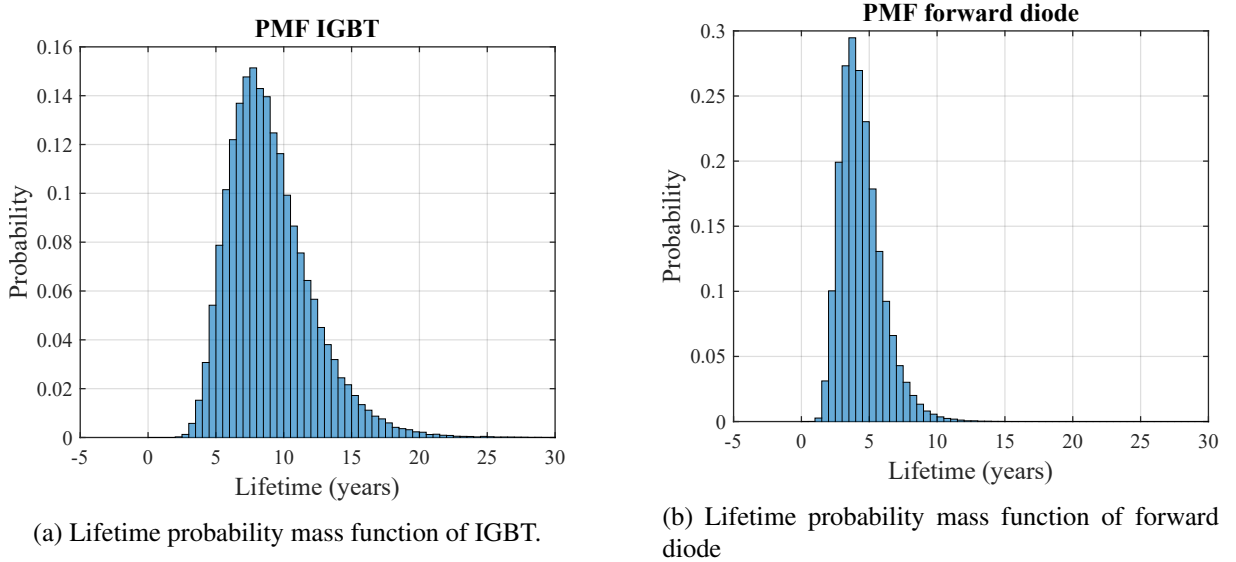 PMF IGBT
0.16
0.14
0.12
0.1
0.08
0.06
0.04
0.02
0
Probability
-5 0 5 10 15 20 25 30
Lifetime (years)
(a) Lifetime probability mass function of IGBT.
PMF forward diode
0.3
0.25
0.2
0.15
0.1
0.05
0
Probability
-5 0 5 10 15 20 25 30
Lifetime (years)
(b) Lifetime probability mass function of forward
diode